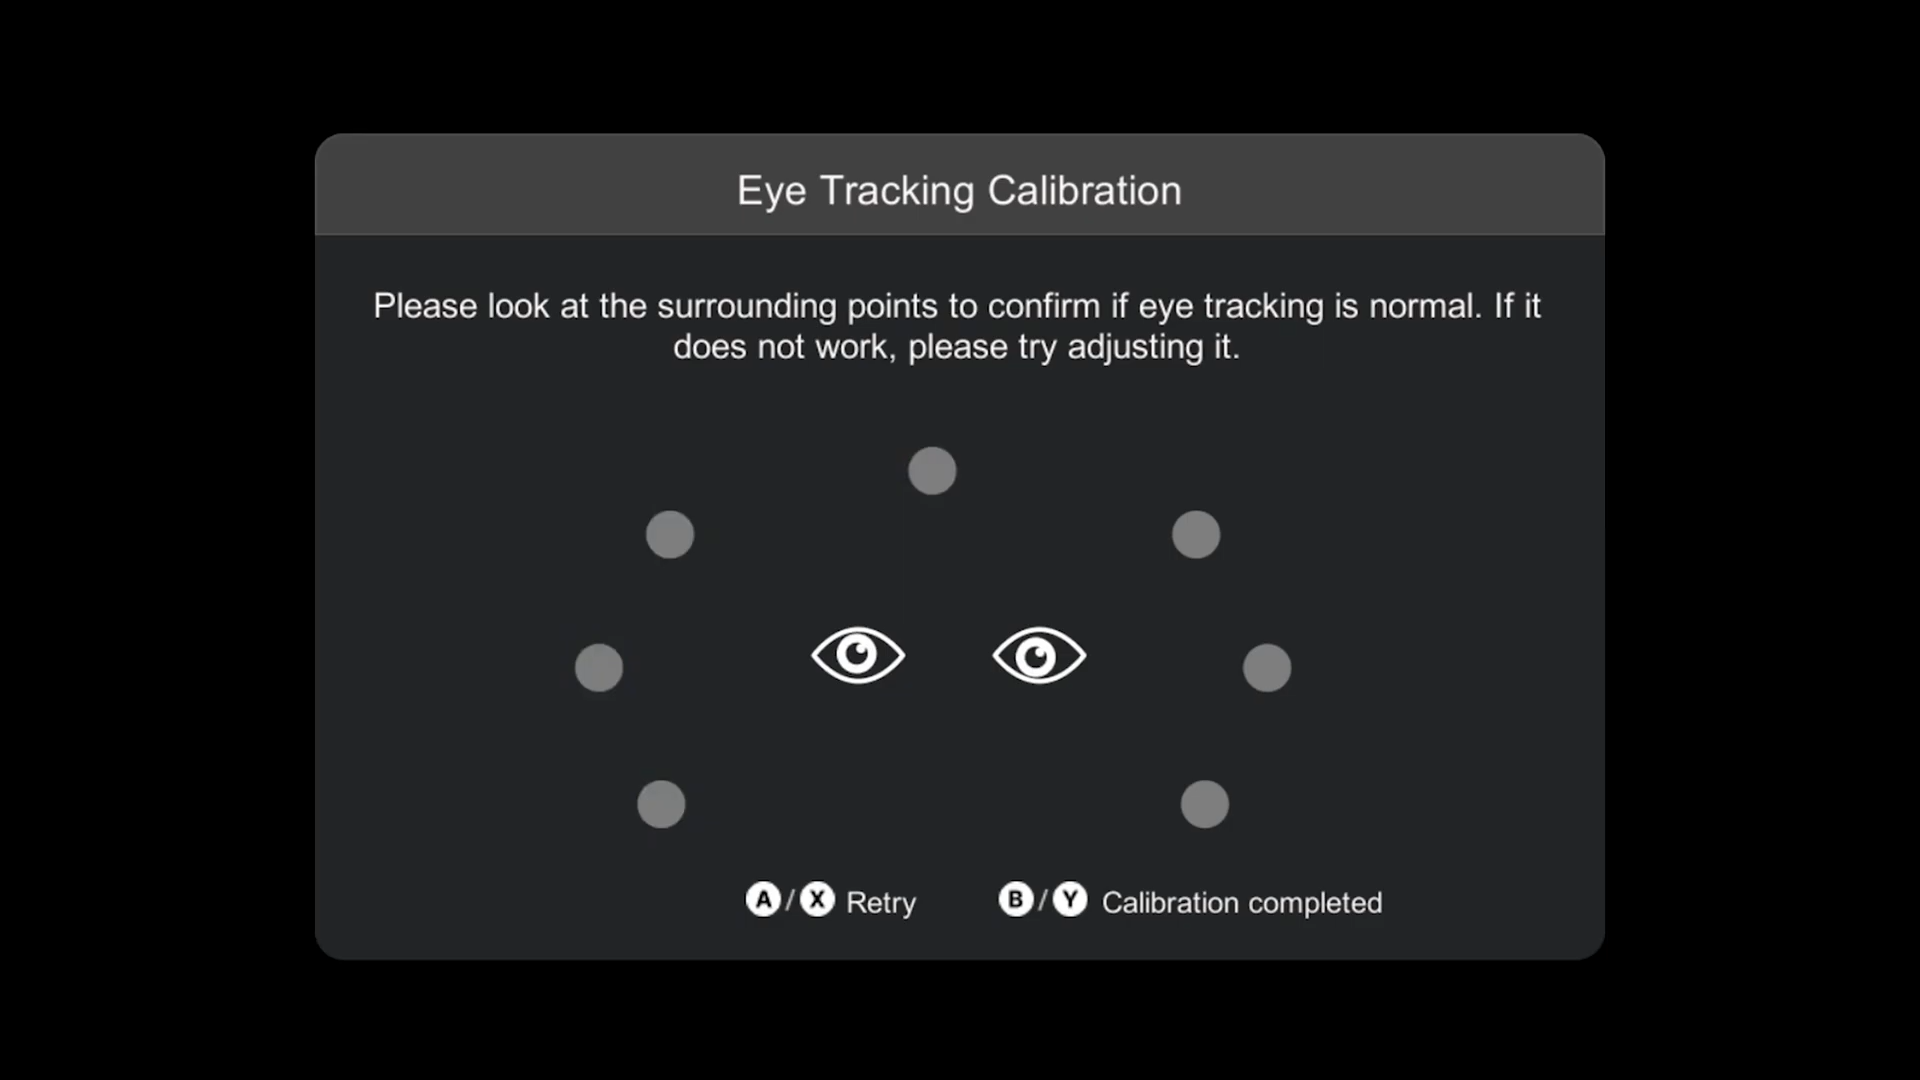 Eye Tracking Calibration
Please look at the surrounding points to confirm if eye tracking is normal. If it
does not work, please try adjusting it.
A / X Retry B / Y Calibration completed